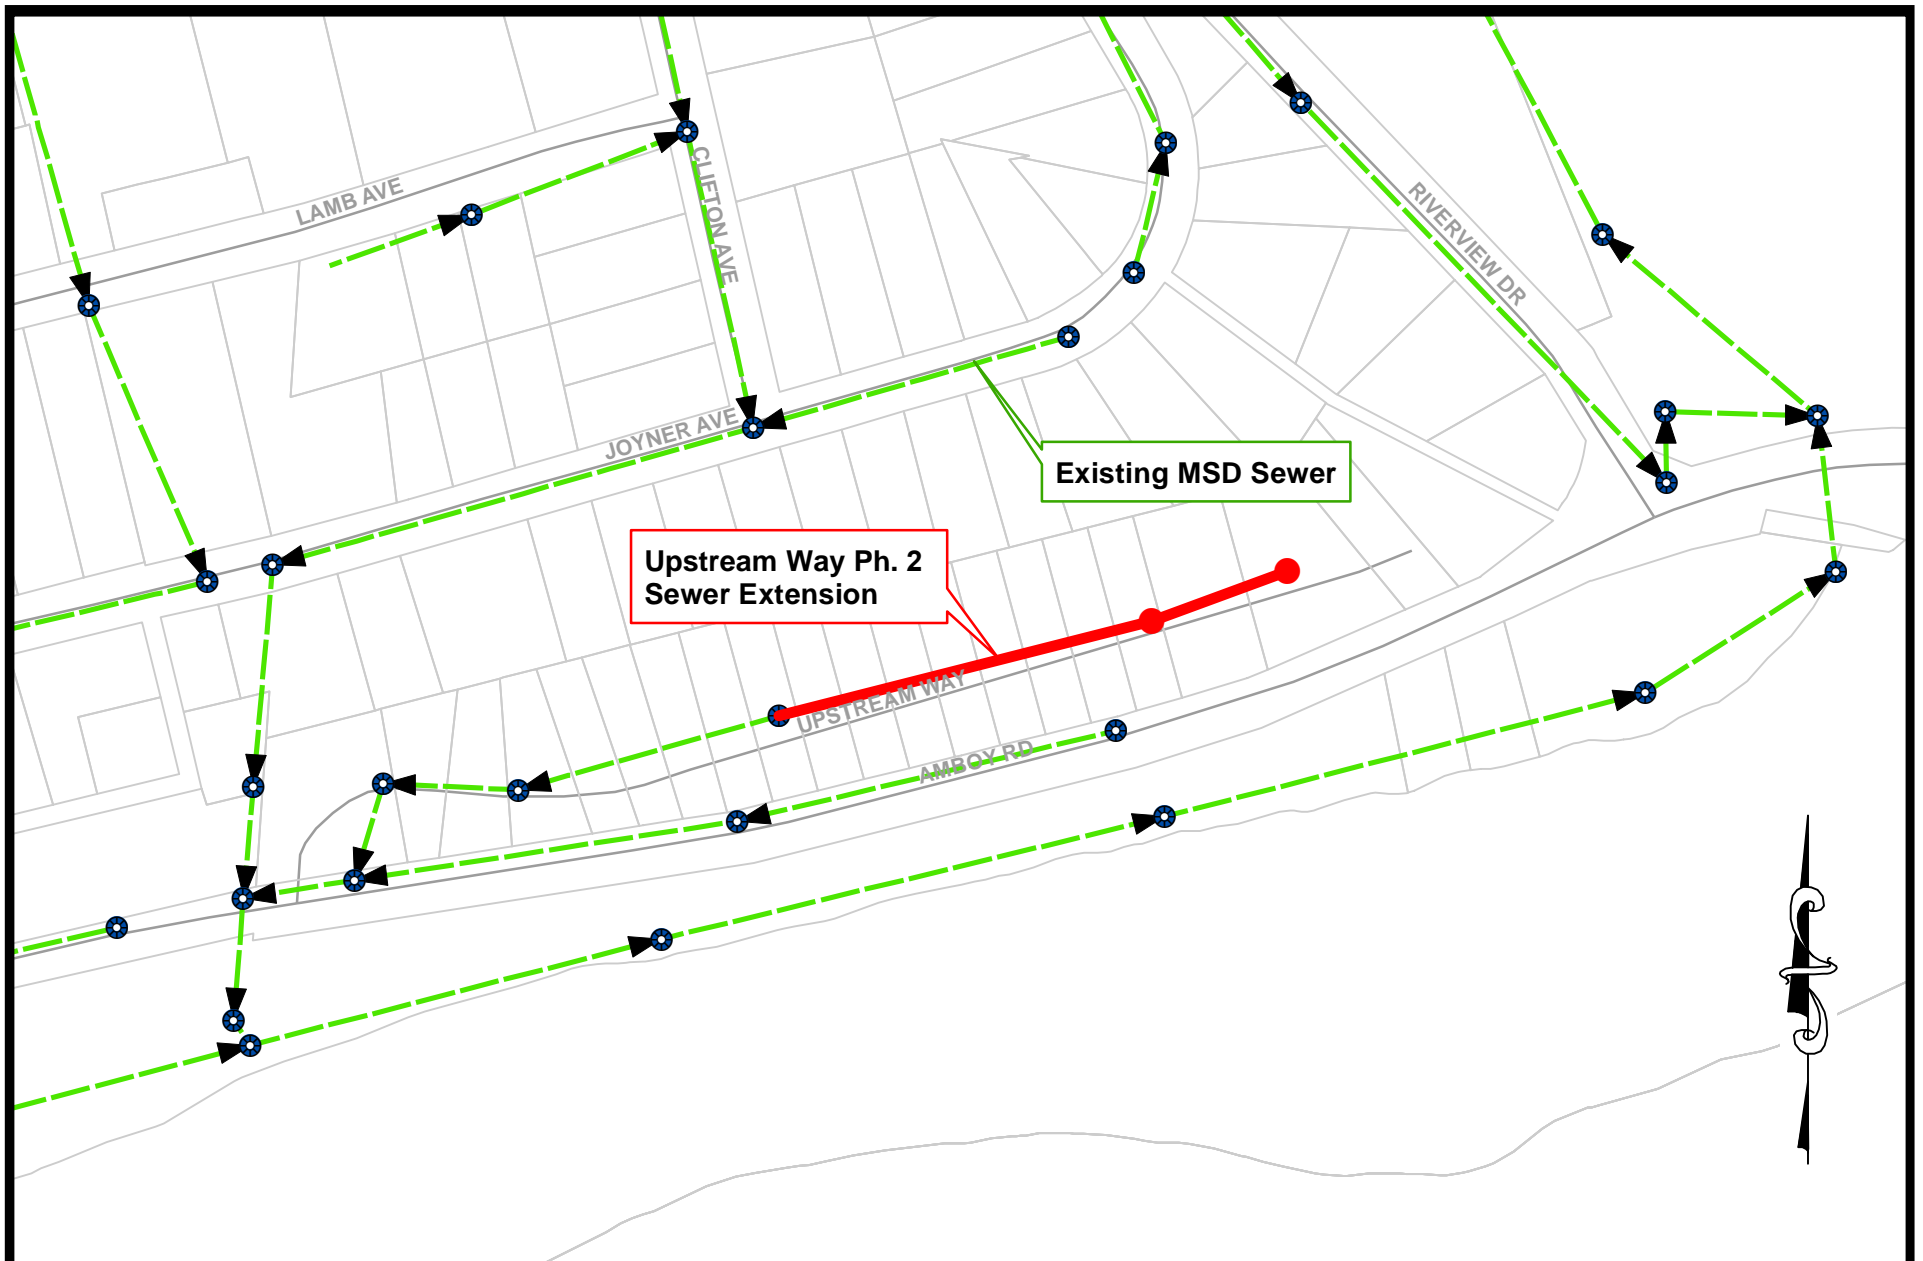 LAMB AVE
CLIFTON AVE
RIVERVIEW DR
JOYNER AVE
Existing MSD Sewer
Upstream Way Ph. 2
Sewer Extension
UPSTREAM WAY
AMBOY RD